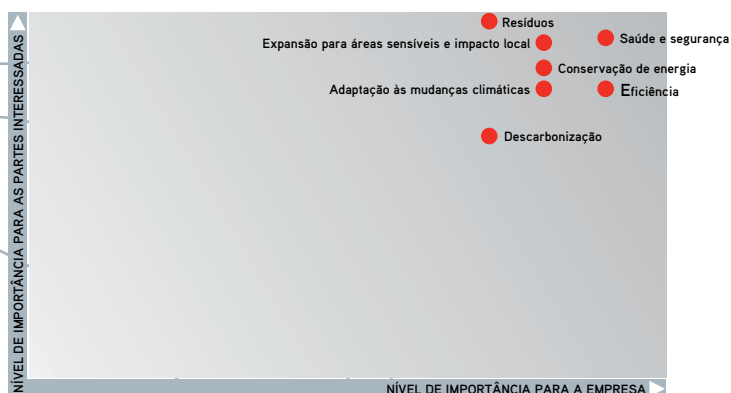 Resíduos
Saúde e segurança
Expansão para áreas sensíveis e impacto local
Conservação de energia
Adaptação às mudanças climáticas
Eficiência
Descarbonização
NÍVEL DE IMPORTÂNCIA PARA AS PARTES INTERESSADAS
NÍVEL DE IMPORTÂNCIA PARA A EMPRESA